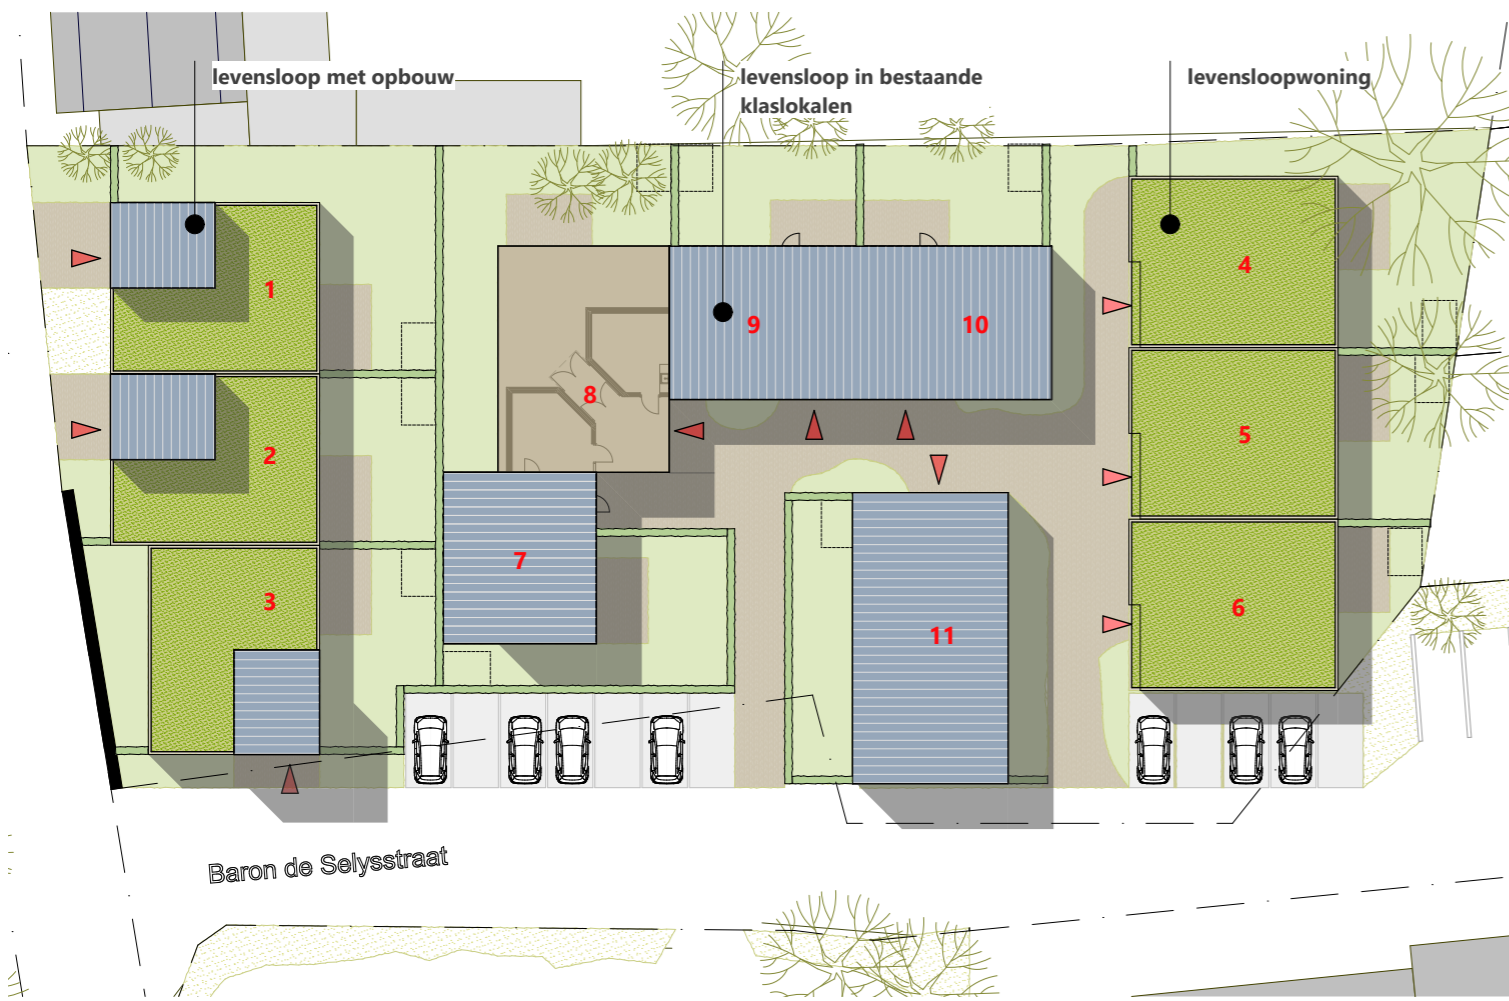 levensloop met opbouw
levensloop in bestaande
klaslokalen
levensloopwoning
1
2
3
4
5
6
7
8
9
10
11
Baron de Selysstraat